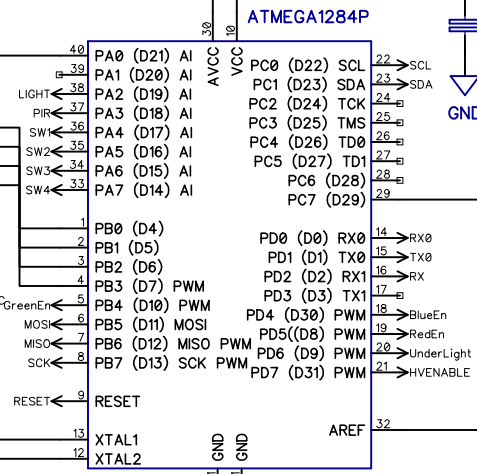 ATMEGA1284P
30 10
AVCC VCC
40 PA0 (D21) AI
39 PA1 (D20) AI
LIGHT 38 PA2 (D19) AI
PIR 37 PA3 (D18) AI
SW1 36 PA4 (D17) AI
SW2 35 PA5 (D16) AI
SW3 34 PA6 (D15) AI
SW4 33 PA7 (D14) AI
1 PB0 (D4)
2 PB1 (D5)
3 PB2 (D6)
4 PB3 (D7) PWM
GreenEn 5 PB4 (D10) PWM
MOSI 6 PB5 (D11) MOSI
MISO 7 PB6 (D12) MISO PWM
SCK 8 PB7 (D13) SCK PWM
RESET 9 RESET
13 XTAL1
12 XTAL2
PC0 (D22) SCL 22 SCL
PC1 (D23) SDA 23 SDA
PC2 (D24) TCK 24
PC3 (D25) TMS 25
PC4 (D26) TD0 26
PC5 (D27) TD1 27
PC6 (D28) 28
PC7 (D29) 29
PD0 (D0) RX0 14 RX0
PD1 (D1) TX0 15 TX0
PD2 (D2) RX1 16 RX
PD3 (D3) TX1 17
PD4 (D30) PWM 18 BlueEn
PD5((D8) PWM 19 RedEn
PD6 (D9) PWM 20 UnderLight
PD7 (D31) PWM 21 HVENABLE
AREF 32
GND GND
GND